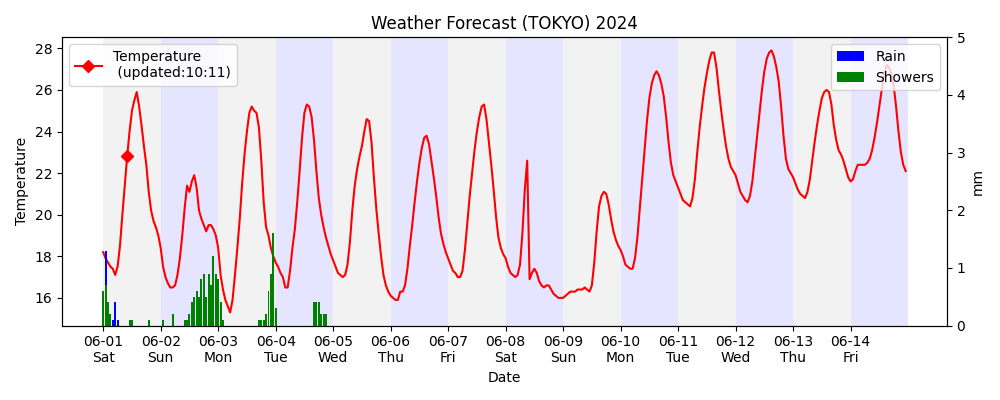 Weather Forecast (TOKYO) 2024
Temperature
(updated:10:11)
Rain
Showers
28
26
24
22
20
18
16
Temperature
5
4
3
2
1
0
mm
06-01 06-02 06-03 06-04 06-05 06-06 06-07 06-08 06-09 06-10 06-11 06-12 06-13 06-14
Sat Sun Mon Tue Wed Thu Fri Sat Sun Mon Tue Wed Thu Fri
Date